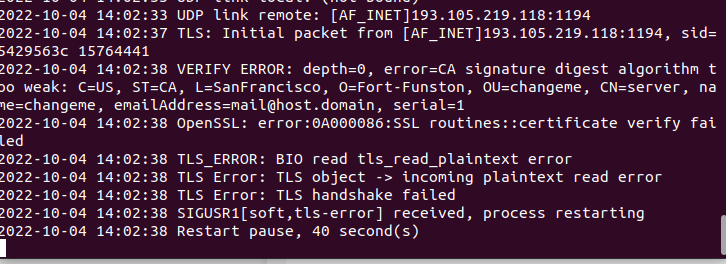 2022-10-04 14:02:33 UDP link remote: [AF_INET]193.105.219.118:1194
2022-10-04 14:02:37 TLS: Initial packet from [AF_INET]193.105.219.118:1194, sid=
5429563c 15764441
2022-10-04 14:02:38 VERIFY ERROR: depth=0, error=CA signature digest algorithm t
oo weak: C=US, ST=CA, L=SanFrancisco, O=Fort-Funston, OU=changeme, CN=server, na
me=changeme, emailAddress=mail@host.domain, serial=1
2022-10-04 14:02:38 OpenSSL: error:0A000086:SSL routines::certificate verify fai
led
2022-10-04 14:02:38 TLS_ERROR: BIO read tls_read_plaintext error
2022-10-04 14:02:38 TLS Error: TLS object -> incoming plaintext read error
2022-10-04 14:02:38 TLS Error: TLS handshake failed
2022-10-04 14:02:38 SIGUSR1[soft,tls-error] received, process restarting
2022-10-04 14:02:38 Restart pause, 40 second(s)